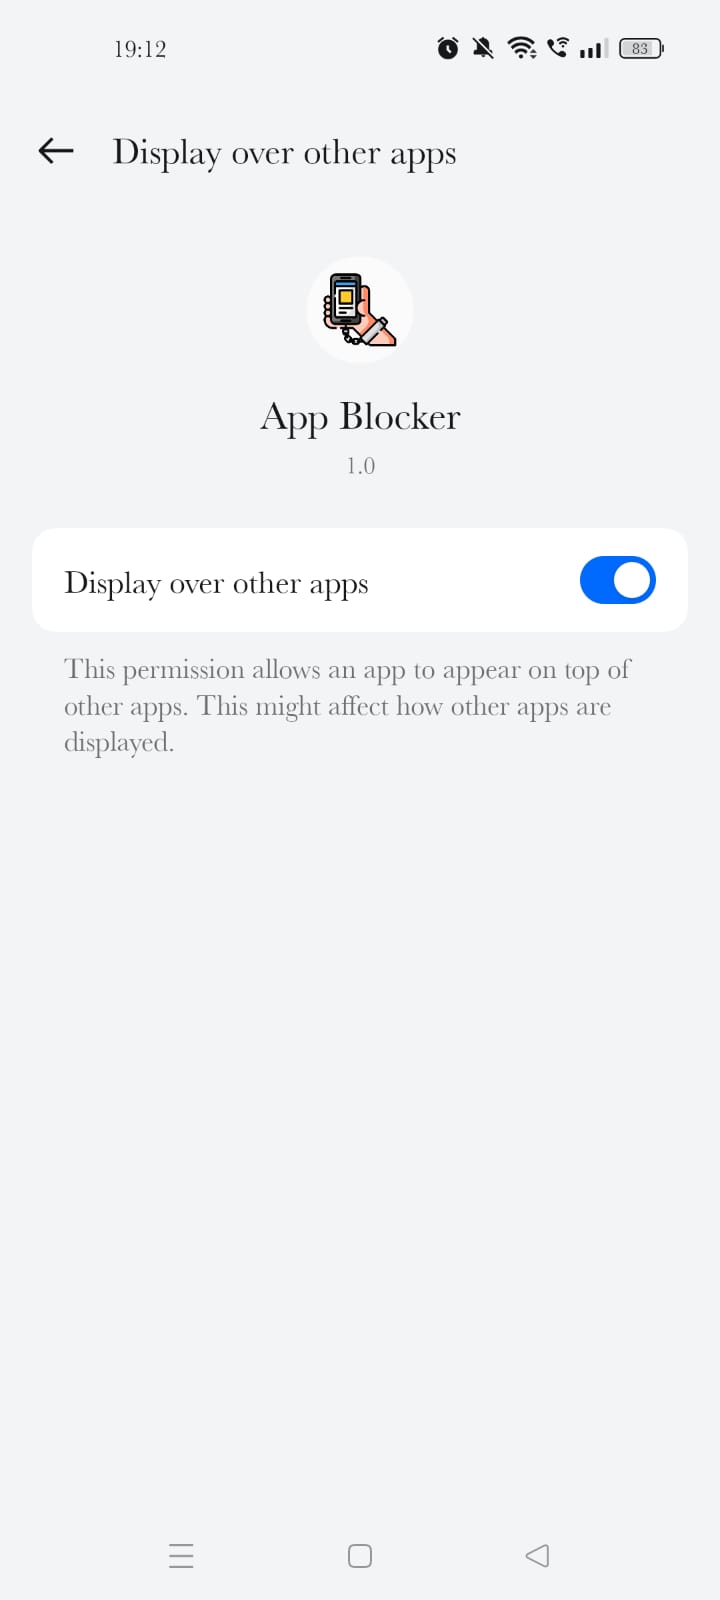 19:12
83
Display over other apps
App Blocker
1.0
Display over other apps
This permission allows an app to appear on top of
other apps. This might affect how other apps are
displayed.